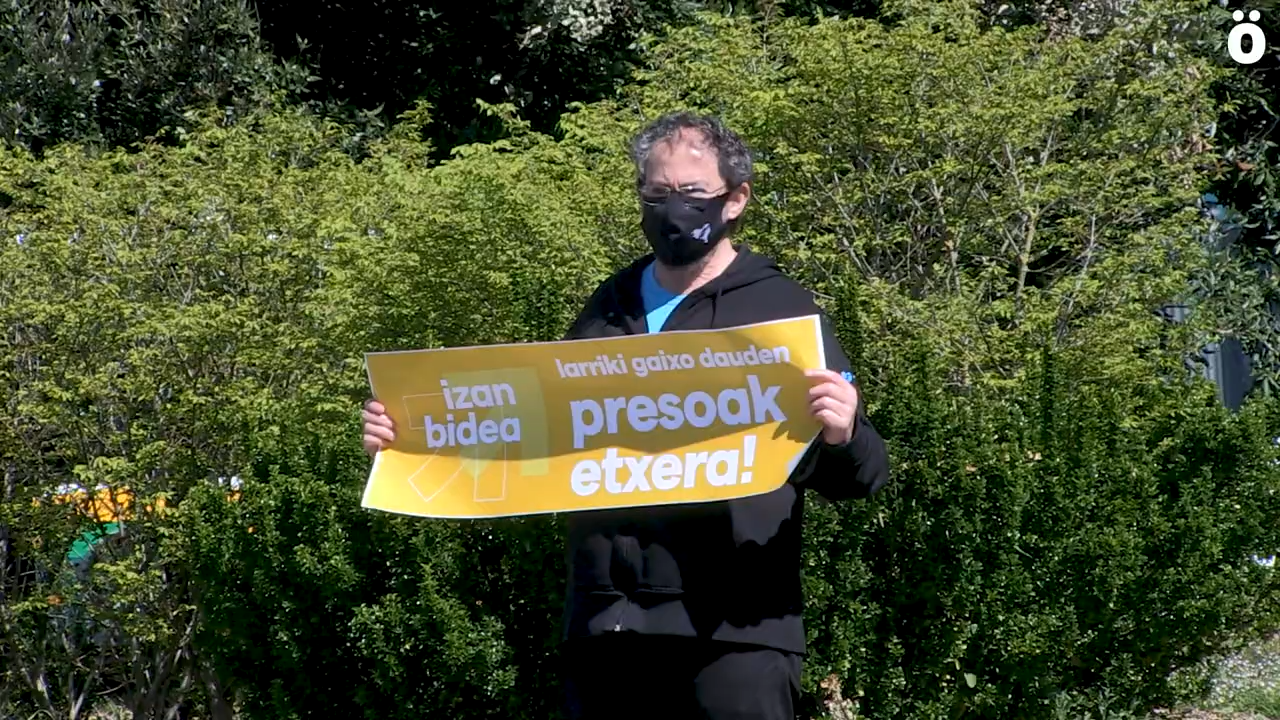 ö
izan
bidea
larriki gaixo dauden
presoak
etxera!